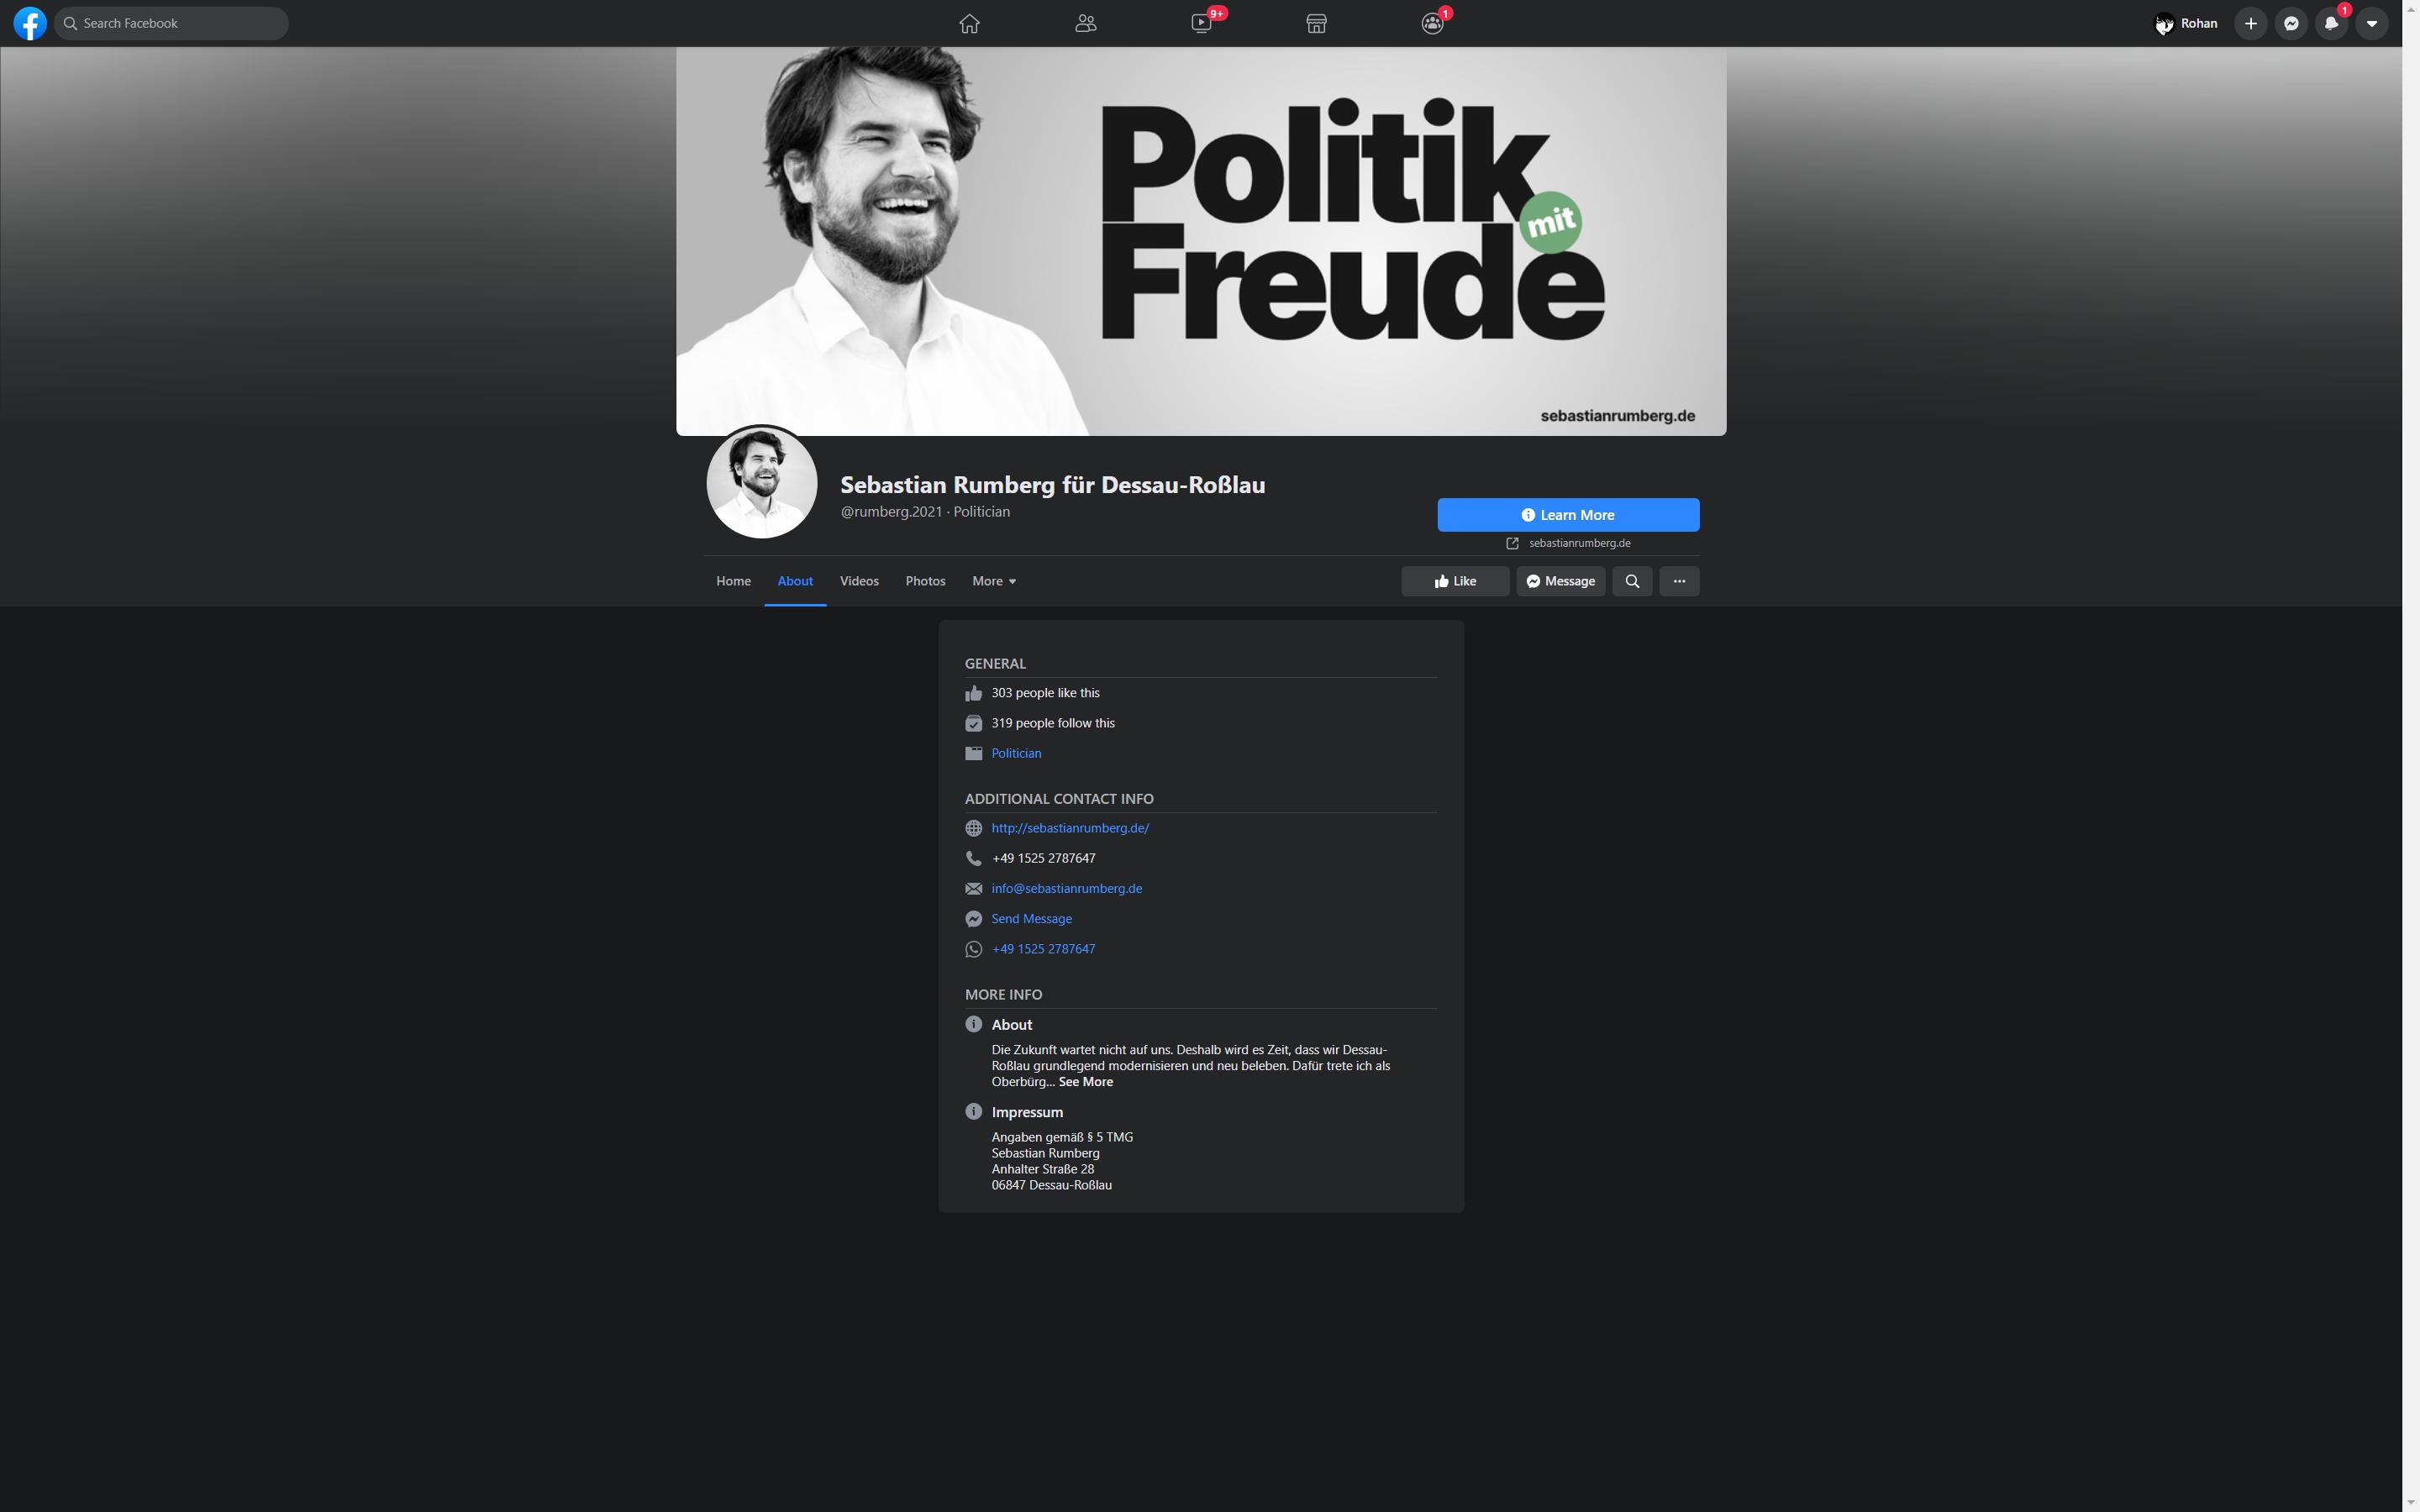 Search Facebook
9+
1
Rohan
1
Politik
mit
Freude
sebastianrumberg.de
Sebastian Rumberg für Dessau-Roßlau
@rumberg.2021 · Politician
Learn More
sebastianrumberg.de
Home About Videos Photos More
Like Message
GENERAL
303 people like this
319 people follow this
Politician
ADDITIONAL CONTACT INFO
http://sebastianrumberg.de/
+49 1525 2787647
info@sebastianrumberg.de
Send Message
+49 1525 2787647
MORE INFO
About
Die Zukunft wartet nicht auf uns. Deshalb wird es Zeit, dass wir Dessau-
Roßlau grundlegend modernisieren und neu beleben. Dafür trete ich als
Oberbürg... See More
Impressum
Angaben gemäß § 5 TMG
Sebastian Rumberg
Anhalter Straße 28
06847 Dessau-Roßlau